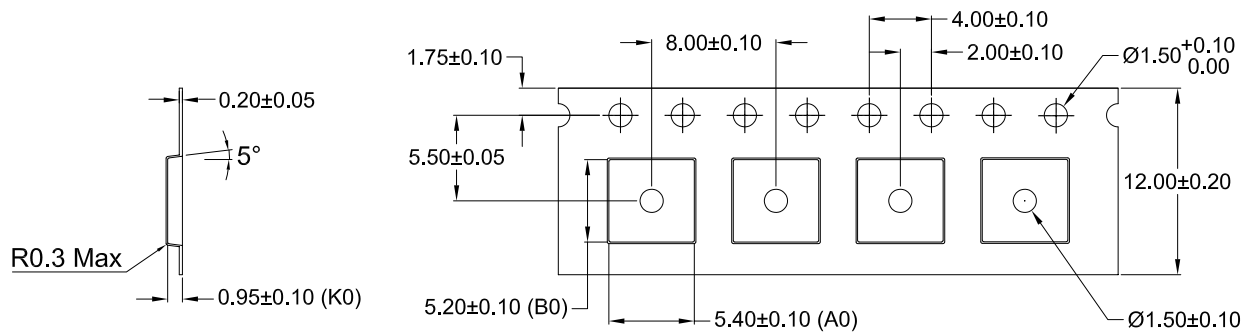 4.00±0.10
8.00±0.10
2.00±0.10
1.75±0.10
Ø1.50+0.10 0.00
0.20±0.05
5°
5.50±0.05
12.00±0.20
R0.3 Max
0.95±0.10 (K0)
5.20±0.10 (B0)
5.40±0.10 (A0)
Ø1.50±0.10